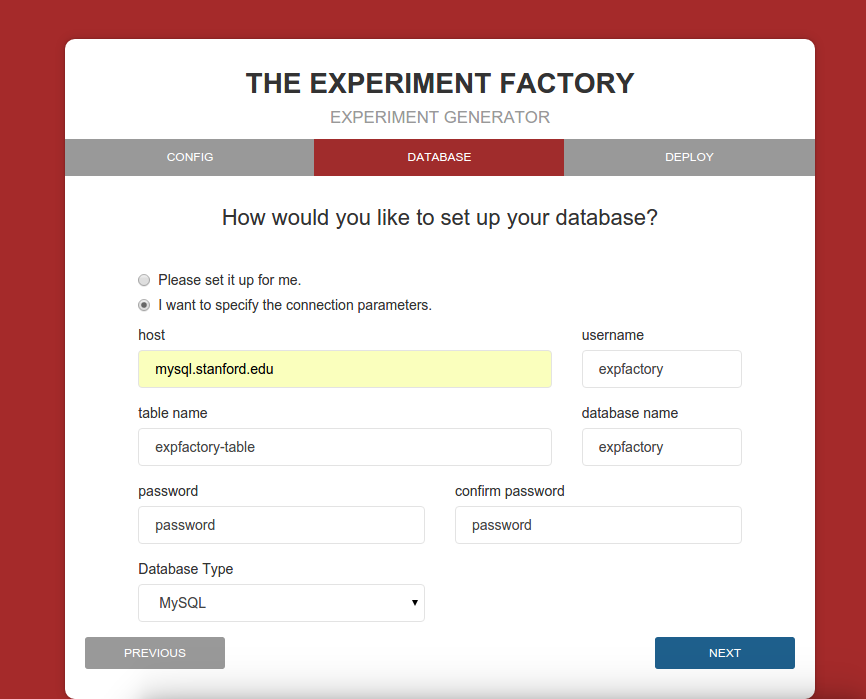 THE EXPERIMENT FACTORY
EXPERIMENT GENERATOR
CONFIG DATABASE DEPLOY
How would you like to set up your database?
Please set it up for me.
I want to specify the connection parameters.
host username
mysql.stanford.edu expfactory
table name database name
expfactory-table expfactory
password confirm password
password password
Database Type
MySQL
PREVIOUS NEXT